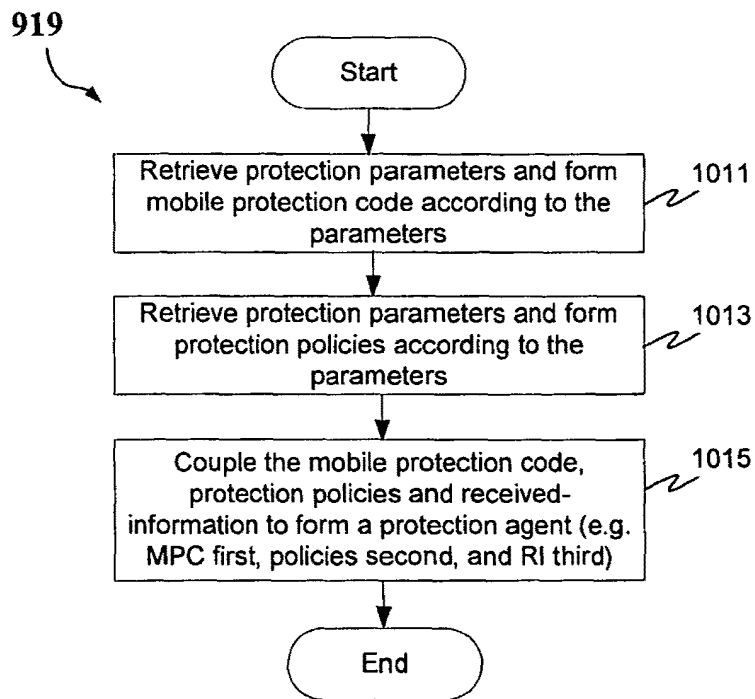 919
Start
Retrieve protection parameters and form
mobile protection code according to the
parameters
1011
Retrieve protection parameters and form
protection policies according to the
parameters
1013
Couple the mobile protection code,
protection policies and received-
information to form a protection agent (e.g.
MPC first, policies second, and RI third)
1015
End